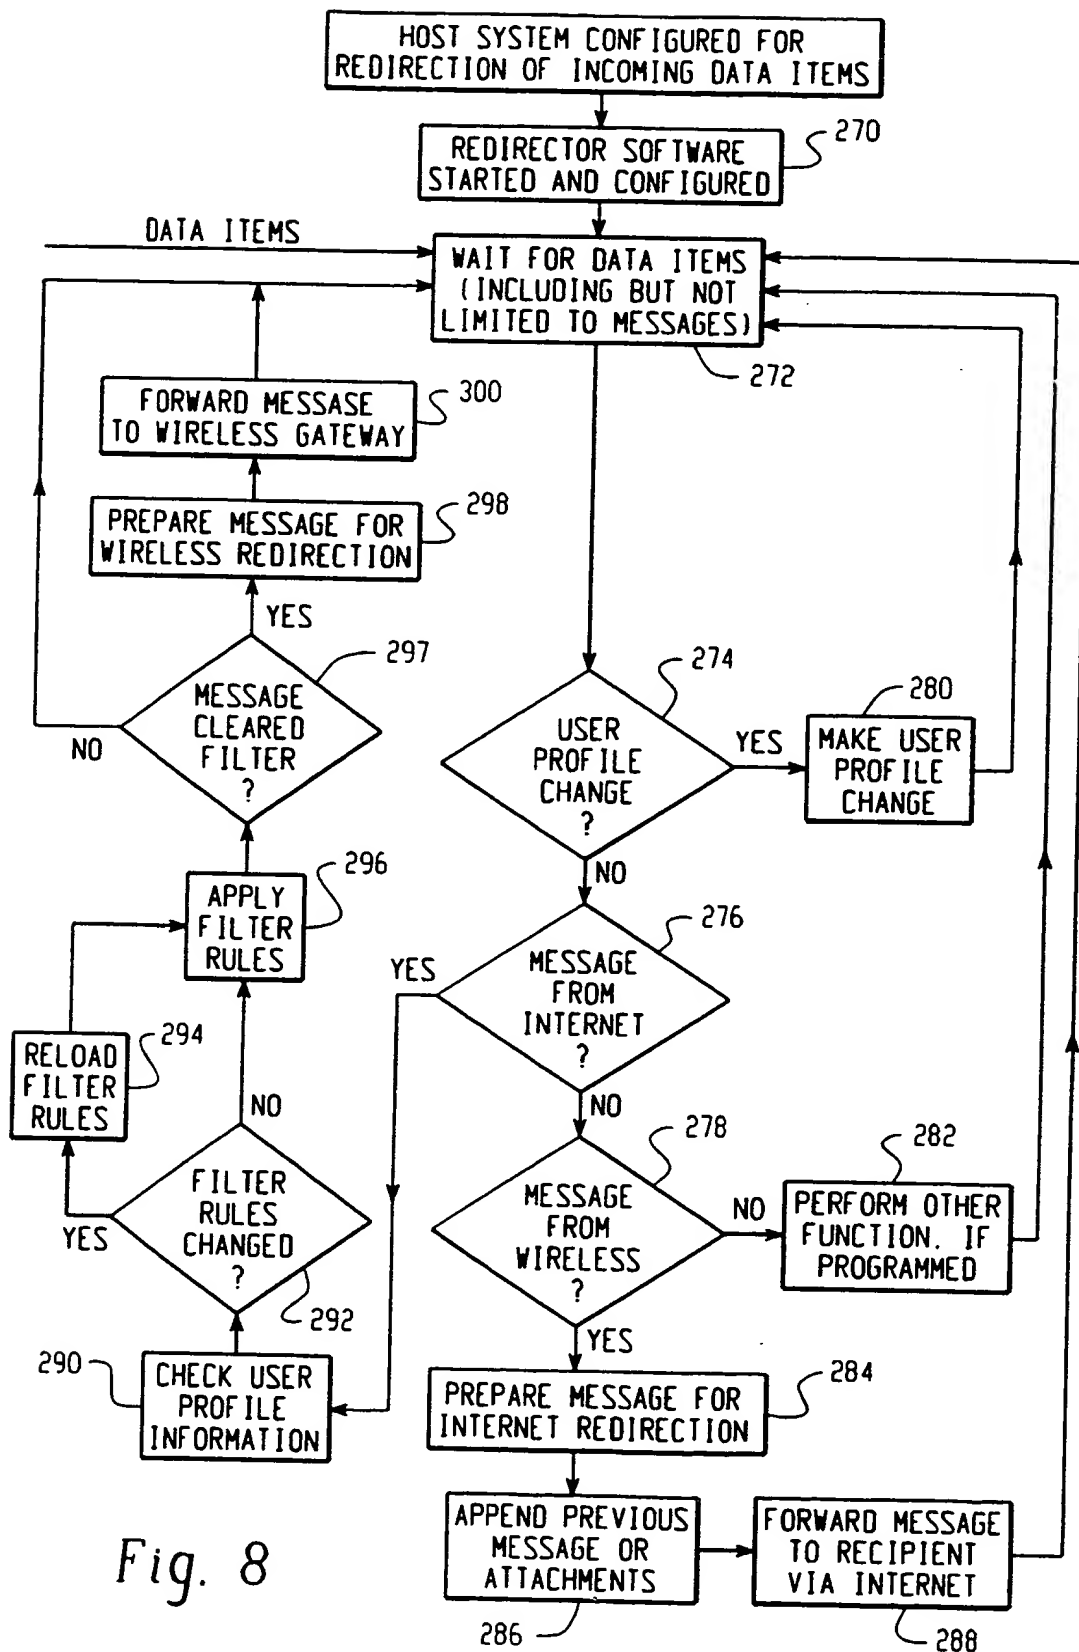 HOST SYSTEM CONFIGURED FOR
REDIRECTION OF INCOMING DATA ITEMS
270
REDIRECTOR SOFTWARE
STARTED AND CONFIGURED
DATA ITEMS
WAIT FOR DATA ITEMS
(INCLUDING BUT NOT
LIMITED TO MESSAGES)
272
300
FORWARD MESSASE
TO WIRELESS GATEWAY
298
PREPARE MESSAGE FOR
WIRELESS REDIRECTION
YES
297
MESSAGE
CLEARED
FILTER
?
NO
274
USER
PROFILE
CHANGE
?
YES
280
MAKE USER
PROFILE
CHANGE
NO
296
APPLY
FILTER
RULES
276
MESSAGE
FROM
INTERNET
?
YES
294
RELOAD
FILTER
RULES
NO
NO
278
MESSAGE
FROM
WIRELESS
?
NO
282
PERFORM OTHER
FUNCTION. IF
PROGRAMMED
FILTER
RULES
CHANGED
?
YES
292
YES
290
CHECK USER
PROFILE
INFORMATION
284
PREPARE MESSAGE FOR
INTERNET REDIRECTION
APPEND PREVIOUS
MESSAGE OR
ATTACHMENTS
286
FORWARD MESSAGE
TO RECIPIENT
VIA INTERNET
288
Fig. 8